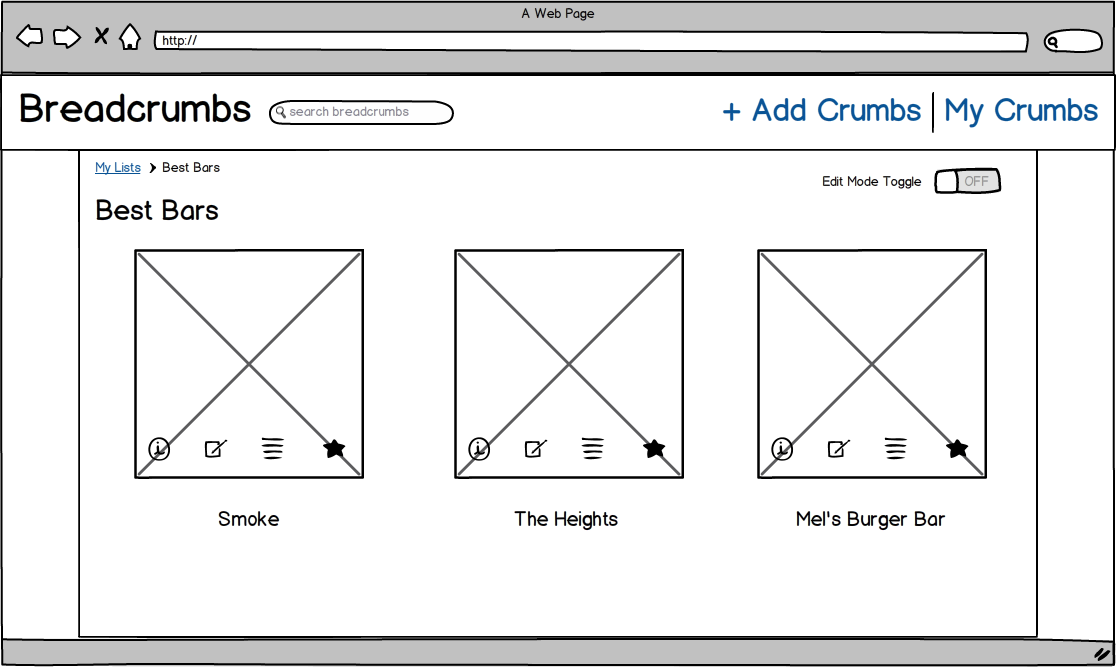 A Web Page
http://
Breadcrumbs
search breadcrumbs
+ Add Crumbs
My Crumbs
My Lists
Best Bars
Edit Mode Toggle
OFF
Best Bars
Smoke
The Heights
Mel's Burger Bar